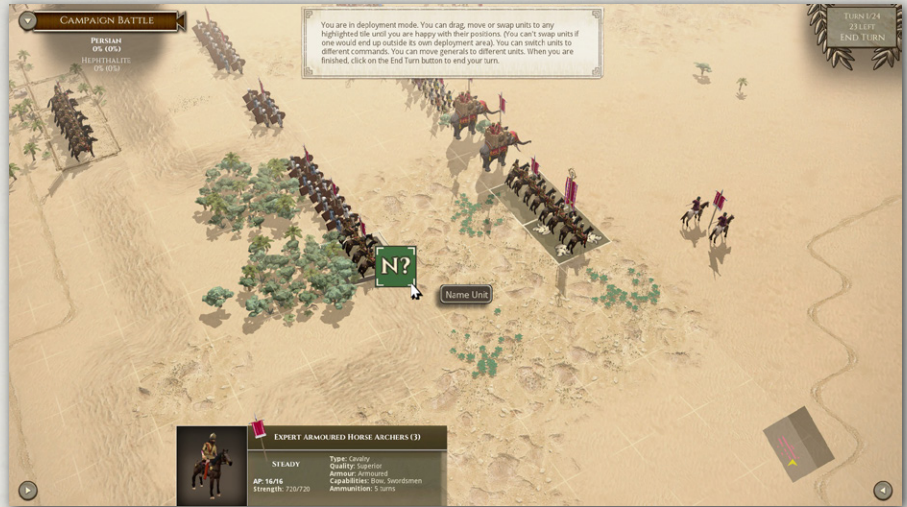 CAMPAIGN BATTLE
PERSIAN
0% (0%)
HEPHTHALITE
0% (0%)
You are in deployment mode. You can drag, move or swap units to any
highlighted tile until you are happy with their positions. (You can't swap units if
one would end up outside its own deployment area). You can switch units to
different commands. You can move generals to different units. When you are
finished, click on the End Turn button to end your turn.
TURN 1/24
23 LEFT
END TURN
N?
Name Unit
EXPERT ARMOURED HORSE ARCHERS (3)
STEADY
AP: 16/16
Strength: 720/720
Type: Cavalry
Quality: Superior
Armour: Armoured
Capabilities: Bow, Swordsmen
Ammunition: 5 turns